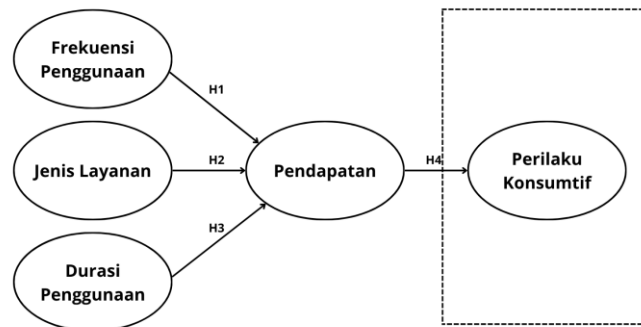 Frekuensi
Penggunaan
H1
Jenis Layanan
H2
Pendapatan
H4
Perilaku
Konsumtif
H3
Durasi
Penggunaan